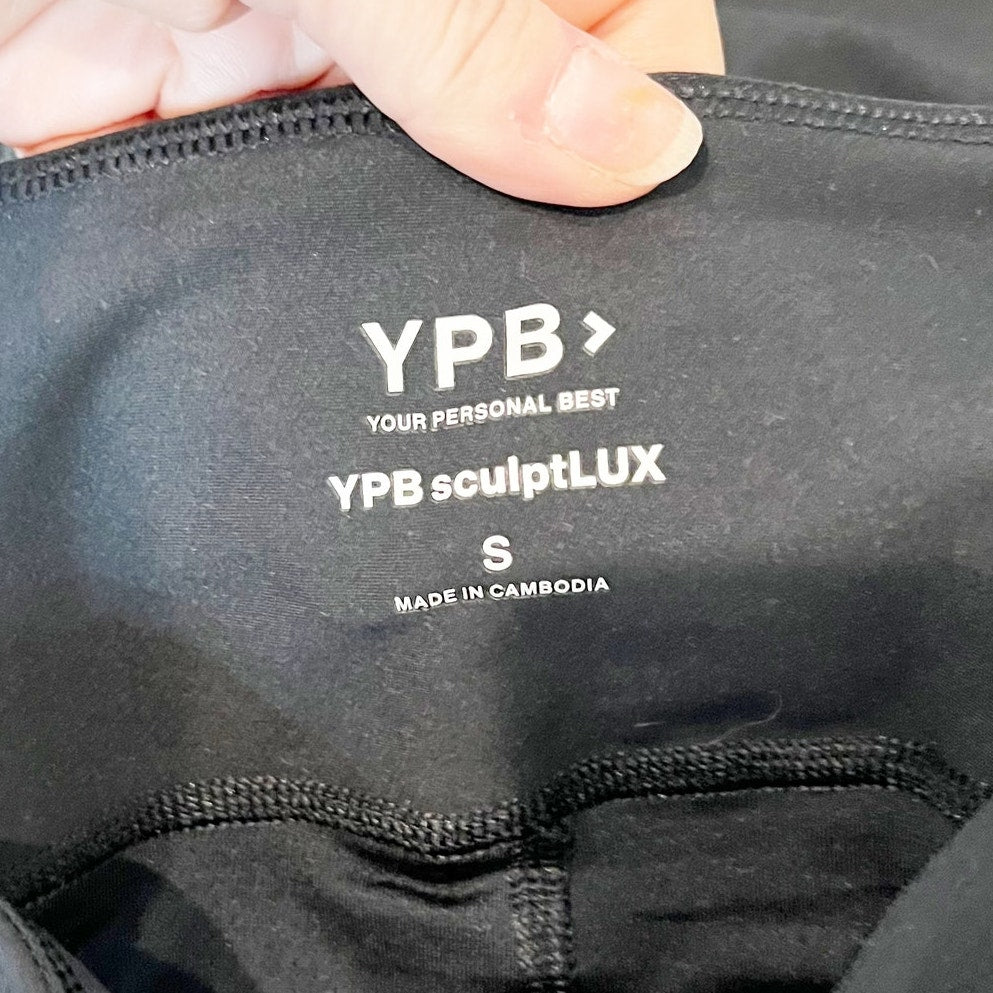 YPB>
YOUR PERSONAL BEST
YPB sculptLUX
S
MADE IN CAMBODIA